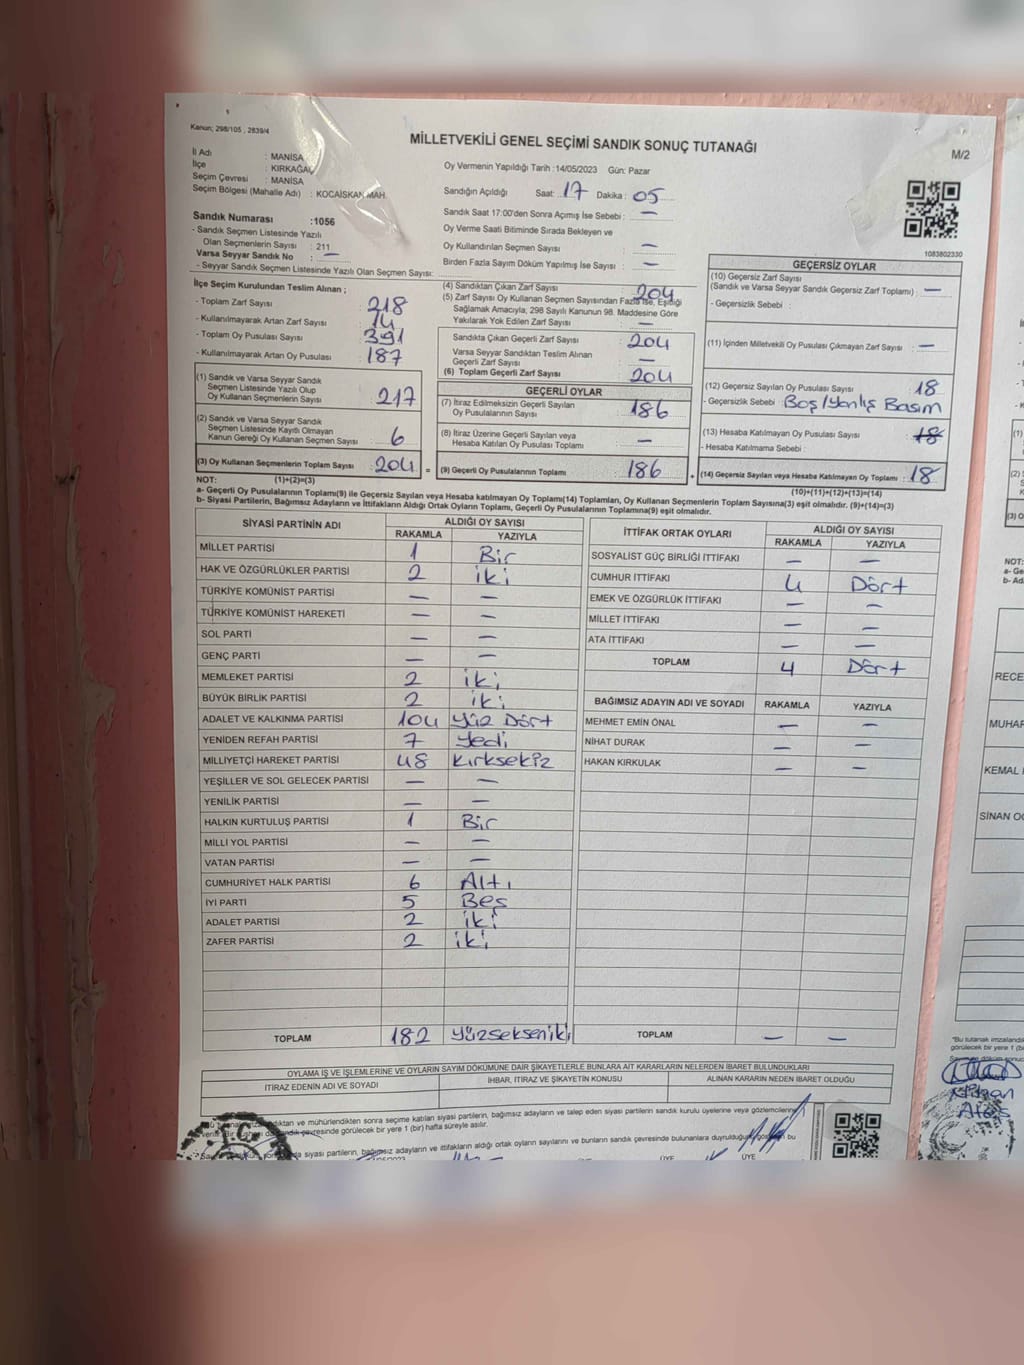 Kanun; 298/105 , 2839/4
MİLLETVEKİLİ GENEL SEÇİMİ SANDIK SONUÇ TUTANAĞI
M/2
İl Adı : MANİSA
İlçe : KIRKAĞAÇ
Seçim Çevresi : MANİSA
Seçim Bölgesi (Mahalle Adı) : KOCAİSKAN MAH.
Oy Vermenin Yapıldığı Tarih :14/05/2023 Gün: Pazar
Sandığın Açıldığı Saat: 17 Dakika : 05
Sandık Saat 17:00'den Sonra Açımış İse Sebebi : —
Oy Verme Saati Bitiminde Sırada Bekleyen ve
Oy Kullandırılan Seçmen Sayısı : —
Birden Fazla Sayım Döküm Yapılmış İse Sayısı : —
Sandık Numarası :1056
- Sandık Seçmen Listesinde Yazılı
Olan Seçmenlerin Sayısı : 211
Varsa Seyyar Sandık No : —
- Seyyar Sandık Seçmen Listesinde Yazılı Olan Seçmen Sayısı:
1083802330
İlçe Seçim Kurulundan Teslim Alınan ;
- Toplam Zarf Sayısı : 218
- Kullanılmayarak Artan Zarf Sayısı : 14
- Toplam Oy Pusulası Sayısı : 391
- Kullanılmayarak Artan Oy Pusulası : 187
(1) Sandık ve Varsa Seyyar Sandık
Seçmen Listesinde Yazılı Olup
Oy Kullanan Seçmenlerin Sayısı : 217
(2) Sandık ve Varsa Seyyar Sandık
Seçmen Listesinde Kayıtlı Olmayan
Kanun Gereği Oy Kullanan Seçmen Sayısı : 6
(3) Oy Kullanan Seçmenlerin Toplam Sayısı : 204
(4) Sandıktan Çıkan Zarf Sayısı : 204
(5) Zarf Sayısı Oy Kullanan Seçmen Sayısından Fazla İse, Eşitliği
Sağlamak Amacıyla, 298 Sayılı Kanunun 98. Maddesine Göre
Yakılarak Yok Edilen Zarf Sayısı : —
Sandıkta Çıkan Geçerli Zarf Sayısı : 204
Varsa Seyyar Sandıktan Teslim Alınan
Geçerli Zarf Sayısı : —
(6) Toplam Geçerli Zarf Sayısı : 204
GEÇERLİ OYLAR
(7) İtiraz Edilmeksizin Geçerli Sayılan
Oy Pusulalarının Sayısı : 186
(8) İtiraz Üzerine Geçerli Sayılan veya
Hesaba Katılan Oy Pusulası Toplamı : —
= (9) Geçerli Oy Pusulalarının Toplamı : 186
GEÇERSİZ OYLAR
(10) Geçersiz Zarf Sayısı
(Sandık ve Varsa Seyyar Sandık Geçersiz Zarf Toplamı) : —
- Geçersizlik Sebebi :
(11) İçinden Milletvekili Oy Pusulası Çıkmayan Zarf Sayısı : —
(12) Geçersiz Sayılan Oy Pusulası Sayısı : 18
- Geçersizlik Sebebi : Boş/Yanlış Basım
(13) Hesaba Katılmayan Oy Pusulası Sayısı : 18
- Hesaba Katılmama Sebebi :
+ (14) Geçersiz Sayılan veya Hesaba Katılmayan Oy Toplamı : 18
NOT: (1)+(2)=(3) (10)+(11)+(12)+(13)=(14)
a- Geçerli Oy Pusulalarının Toplamı(9) ile Geçersiz Sayılan veya Hesaba katılmayan Oy Toplamı(14) Toplamları, Oy Kullanan Seçmenlerin Toplam Sayısına(3) eşit olmalıdır. (9)+(14)=(3)
b- Siyasi Partilerin, Bağımsız Adayların ve İttifakların Aldığı Ortak Oyların Toplamı, Geçerli Oy Pusulalarının Toplamına(9) eşit olmalıdır.
SİYASİ PARTİNİN ADI ALDIĞI OY SAYISI
RAKAMLA YAZIYLA
MİLLET PARTİSİ 1 Bir
HAK VE ÖZGÜRLÜKLER PARTİSİ 2 iki
TÜRKİYE KOMÜNİST PARTİSİ — —
TÜRKİYE KOMÜNİST HAREKETİ — —
SOL PARTİ — —
GENÇ PARTİ — —
MEMLEKET PARTİSİ 2 iki
BÜYÜK BİRLİK PARTİSİ 2 iki
ADALET VE KALKINMA PARTİSİ 104 Yüz Dört
YENİDEN REFAH PARTİSİ 7 Yedi
MİLLİYETÇİ HAREKET PARTİSİ 48 Kırksekiz
YEŞİLLER VE SOL GELECEK PARTİSİ — —
YENİLİK PARTİSİ — —
HALKIN KURTULUŞ PARTİSİ 1 Bir
MİLLİ YOL PARTİSİ — —
VATAN PARTİSİ — —
CUMHURİYET HALK PARTİSİ 6 Altı
İYİ PARTİ 5 Beş
ADALET PARTİSİ 2 iki
ZAFER PARTİSİ 2 iki
TOPLAM 182 Yüzseksen iki
İTTİFAK ORTAK OYLARI ALDIĞI OY SAYISI
RAKAMLA YAZIYLA
SOSYALİST GÜÇ BİRLİĞİ İTTİFAKI — —
CUMHUR İTTİFAKI 4 Dört
EMEK VE ÖZGÜRLÜK İTTİFAKI — —
MİLLET İTTİFAKI — —
ATA İTTİFAKI — —
TOPLAM 4 Dört
BAĞIMSIZ ADAYIN ADI VE SOYADI RAKAMLA YAZIYLA
MEHMET EMİN ÖNAL — —
NİHAT DURAK — —
HAKAN KIRKULAK — —
TOPLAM — —
OYLAMA İŞ VE İŞLEMLERİNE VE OYLARIN SAYIM DÖKÜMÜNE DAİR ŞİKAYETLERLE BUNLARA AİT KARARLARIN NELERDEN İBARET BULUNDUKLARI
İTİRAZ EDENİN ADI VE SOYADI İHBAR, İTİRAZ VE ŞİKAYETİN KONUSU ALINAN KARARIN NEDEN İBARET OLDUĞU
ve mühürlendikten sonra seçime katılan siyasi partilerin, bağımsız adayların ve talep eden siyasi partilerin sandık kurulu üyelerine veya gözlemcilerine
çevresinde görülecek bir yere 1 (bir) hafta süreyle asılır.
siyasi partilerin, bağımsız adayların ve ittifakların aldığı ortak oyların sayılarını ve bunların sandık çevresinde bulunanlara duyrulduğu bu
ÜYE ÜYE
NOT:
RECE
MUHAR
KEMAL
SİNAN O
"Bu tutanak
görülecek bir yere 1 (bi
Ateş